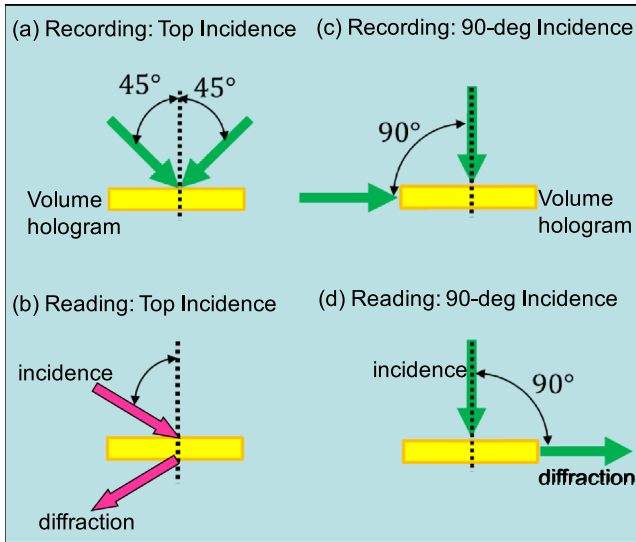 (a) Recording: Top Incidence
45°
45°
Volume
hologram
(c) Recording: 90-deg Incidence
90°
Volume
hologram
(b) Reading: Top Incidence
incidence
diffraction
(d) Reading: 90-deg Incidence
incidence
90°
diffraction